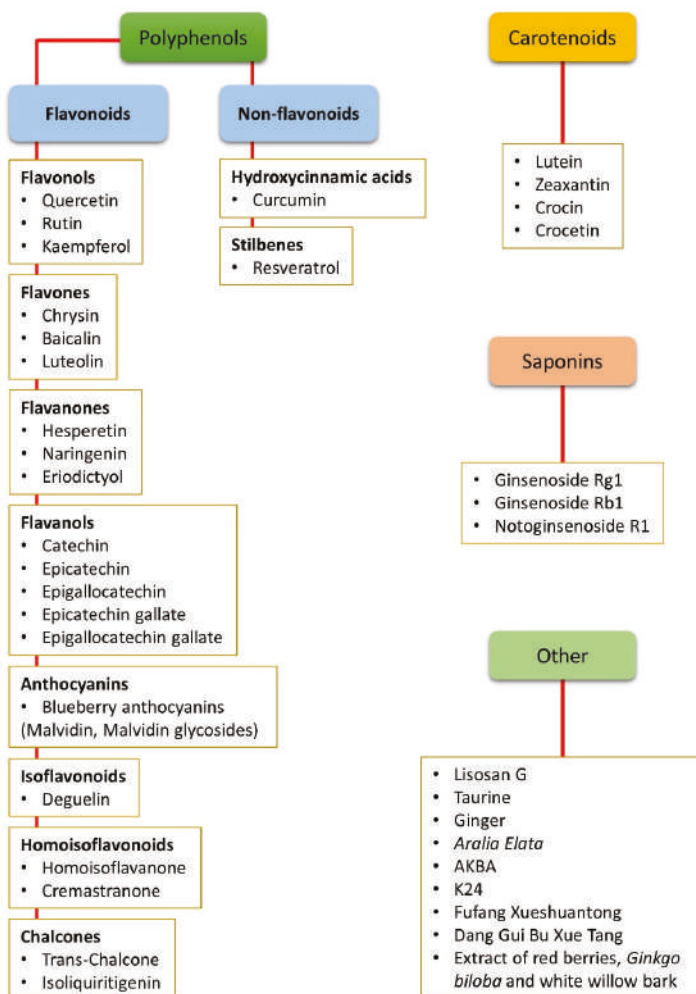 Polyphenols
Flavonoids
Non-flavonoids
Flavonols
• Quercetin
• Rutin
• Kaempferol
Flavones
• Chrysin
• Baicalin
• Luteolin
Flavanones
• Hesperetin
• Naringenin
• Eriodictyol
Flavanols
• Catechin
• Epicatechin
• Epigallocatechin
• Epicatechin gallate
• Epigallocatechin gallate
Anthocyanins
• Blueberry anthocyanins
(Malvidin, Malvidin glycosides)
Isoflavonoids
• Deguelin
Homoisoflavonoids
• Homoisoflavanone
• Cremastranone
Chalcones
• Trans-Chalcone
• Isoliquiritigenin
Hydroxycinnamic acids
• Curcumin
Stilbenes
• Resveratrol
Carotenoids
• Lutein
• Zeaxantin
• Crocin
• Crocetin
Saponins
• Ginsenoside Rg1
• Ginsenoside Rb1
• Notoginsenoside R1
Other
• Lisosan G
• Taurine
• Ginger
• Aralia Elata
• AKBA
• K24
• Fufang Xueshuantong
• Dang Gui Bu Xue Tang
• Extract of red berries, Ginkgo
biloba and white willow bark